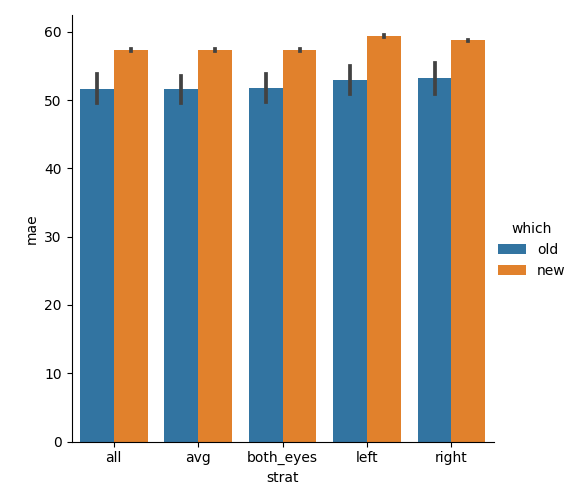 60
50
40
30
20
10
0
mae
all avg both_eyes left right
strat
which
old
new